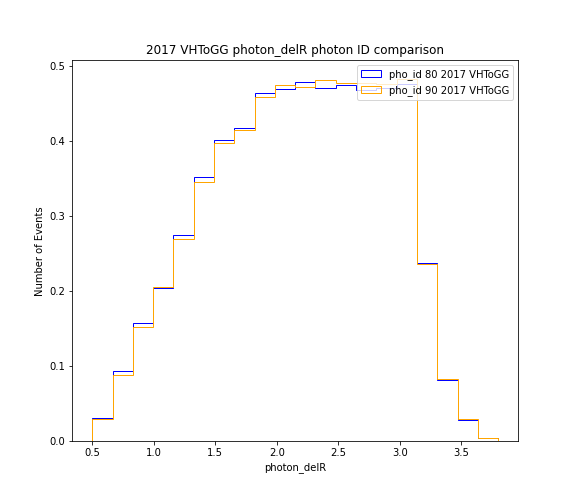 2017 VHToGG photon_delR photon ID comparison
pho_id 80 2017 VHToGG
pho_id 90 2017 VHToGG
Number of Events
0.5
0.4
0.3
0.2
0.1
0.0
0.5 1.0 1.5 2.0 2.5 3.0 3.5
photon_delR